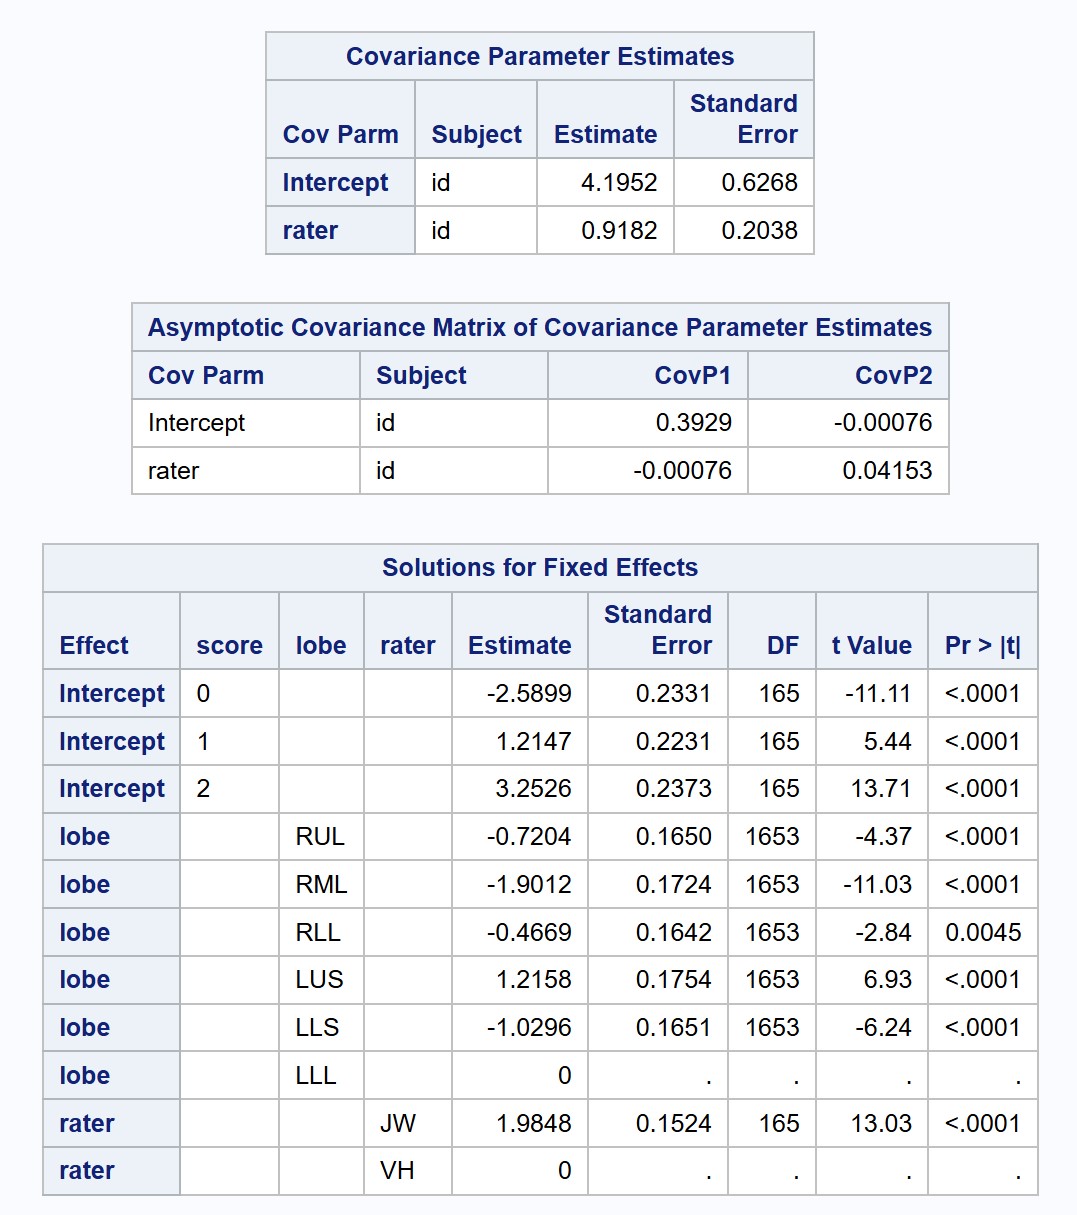 Covariance Parameter Estimates
Cov Parm Subject Estimate Standard Error
Intercept id 4.1952 0.6268
rater id 0.9182 0.2038
Asymptotic Covariance Matrix of Covariance Parameter Estimates
Cov Parm Subject CovP1 CovP2
Intercept id 0.3929 -0.00076
rater id -0.00076 0.04153
Solutions for Fixed Effects
Effect score lobe rater Estimate Standard Error DF t Value Pr > |t|
Intercept 0 -2.5899 0.2331 165 -11.11 <.0001
Intercept 1 1.2147 0.2231 165 5.44 <.0001
Intercept 2 3.2526 0.2373 165 13.71 <.0001
lobe RUL -0.7204 0.1650 1653 -4.37 <.0001
lobe RML -1.9012 0.1724 1653 -11.03 <.0001
lobe RLL -0.4669 0.1642 1653 -2.84 0.0045
lobe LUS 1.2158 0.1754 1653 6.93 <.0001
lobe LLS -1.0296 0.1651 1653 -6.24 <.0001
lobe LLL 0 . . . .
rater JW 1.9848 0.1524 165 13.03 <.0001
rater VH 0 . . . .